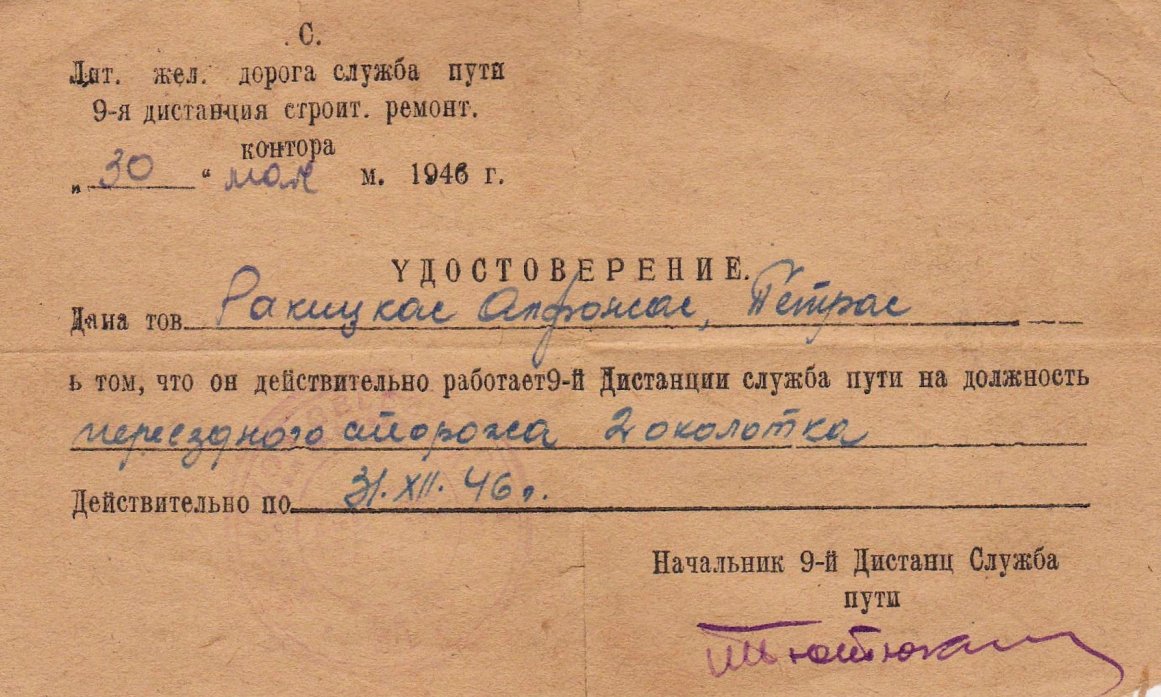 . С.
Лит. жел. дорога служба пути
9-я дистанция строит. ремонт.
контора
„ 30 “ мая м. 1946 г.
УДОСТОВЕРЕНИЕ.
Дана тов. Ракицкас Алфонсас, Петрас
ь том, что он действительно работает9-й Дистанции служба пути на должность
переездного сторожа 2 околотка
Действительно по 31.XII.46 г.
Начальник 9-й Дистанц Служба
пути